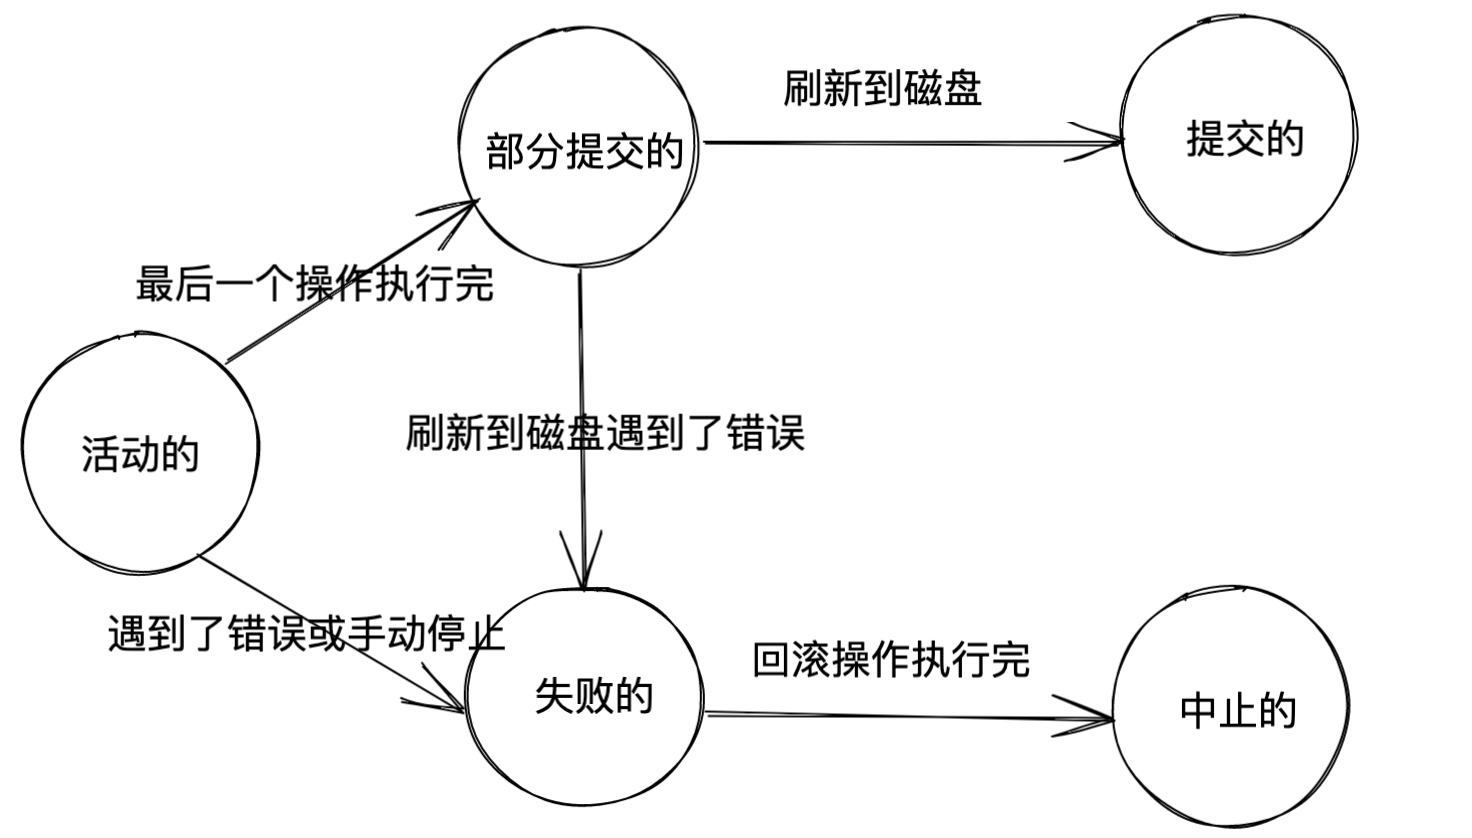 刷新到磁盘
提交的
部分提交的
最后一个操作执行完
刷新到磁盘遇到了错误
活动的
遇到了错误或手动停止
回滚操作执行完
失败的
中止的